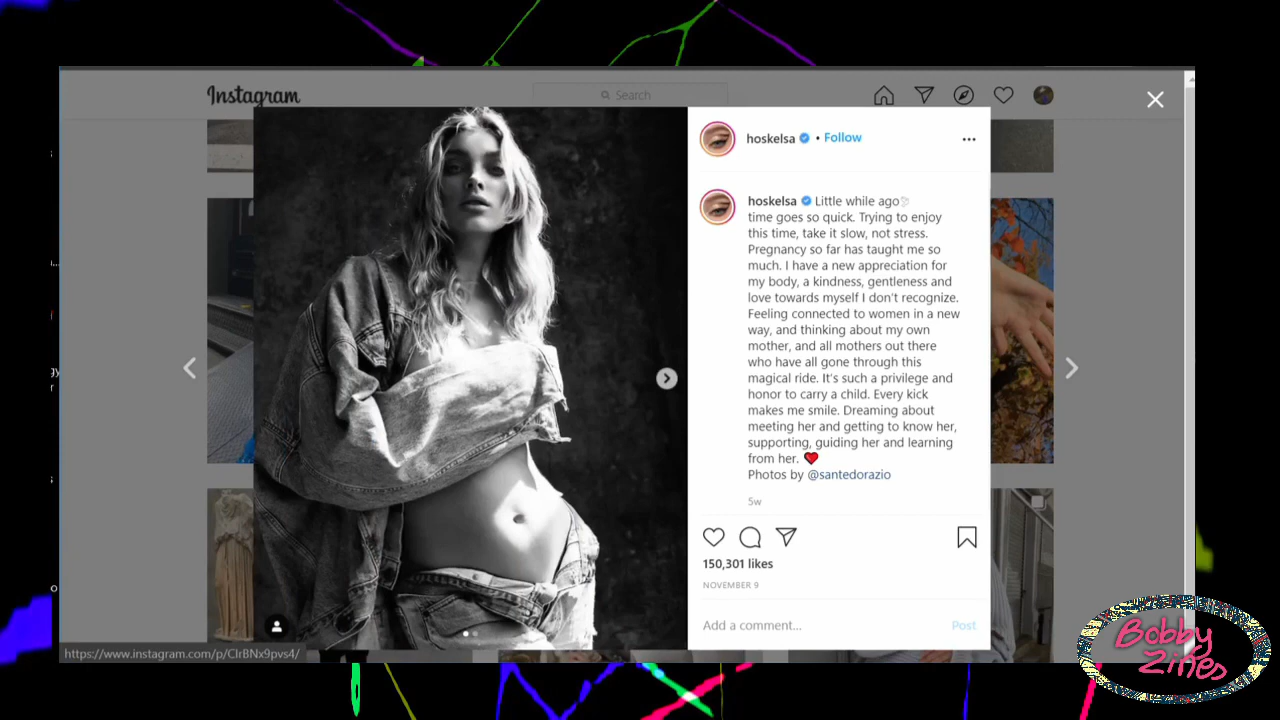 Instagram
Search
hoskelsa • Follow
hoskelsa Little while ago
time goes so quick. Trying to enjoy
this time, take it slow, not stress.
Pregnancy so far has taught me so
much. I have a new appreciation for
my body, a kindness, gentleness and
love towards myself I don't recognize.
Feeling connected to women in a new
way, and thinking about my own
mother, and all mothers out there
who have all gone through this
magical ride. It's such a privilege and
honor to carry a child. Every kick
makes me smile. Dreaming about
meeting her and getting to know her,
supporting, guiding her and learning
from her. ❤️
Photos by @santedorazio
5w
150,301 likes
NOVEMBER 9
Add a comment... Post
https://www.instagram.com/p/CIrBNx9pvs4/
Bobby
Zines